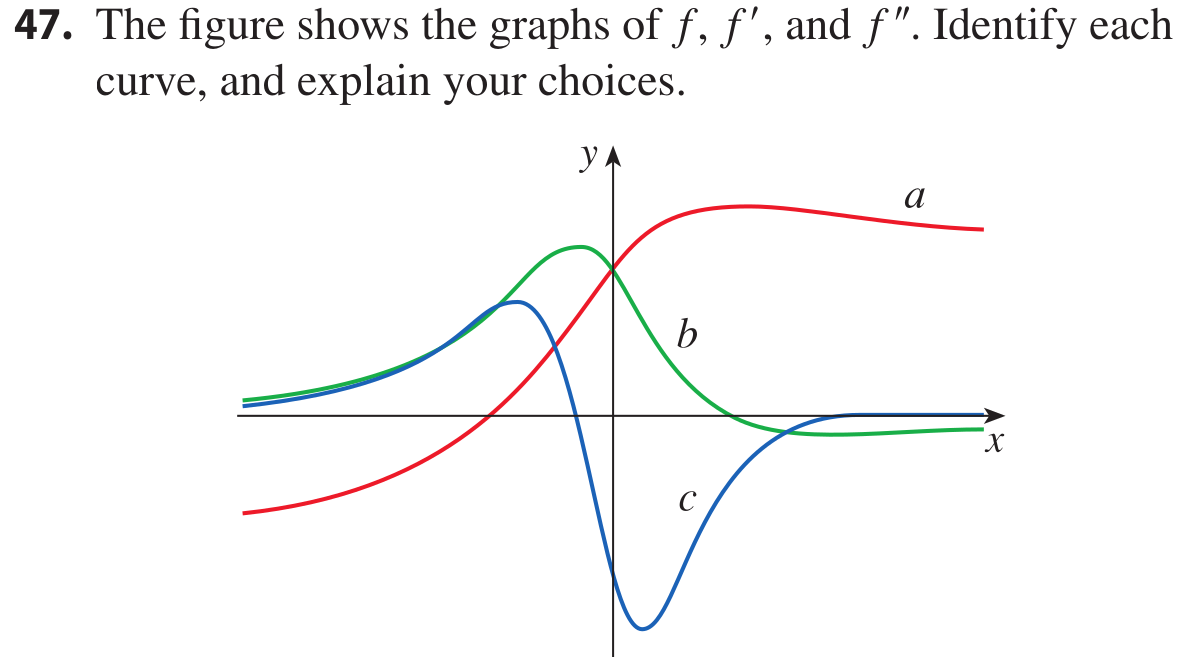 47. The figure shows the graphs of f, f′, and f″. Identify each
curve, and explain your choices.
y
a
b
x
c